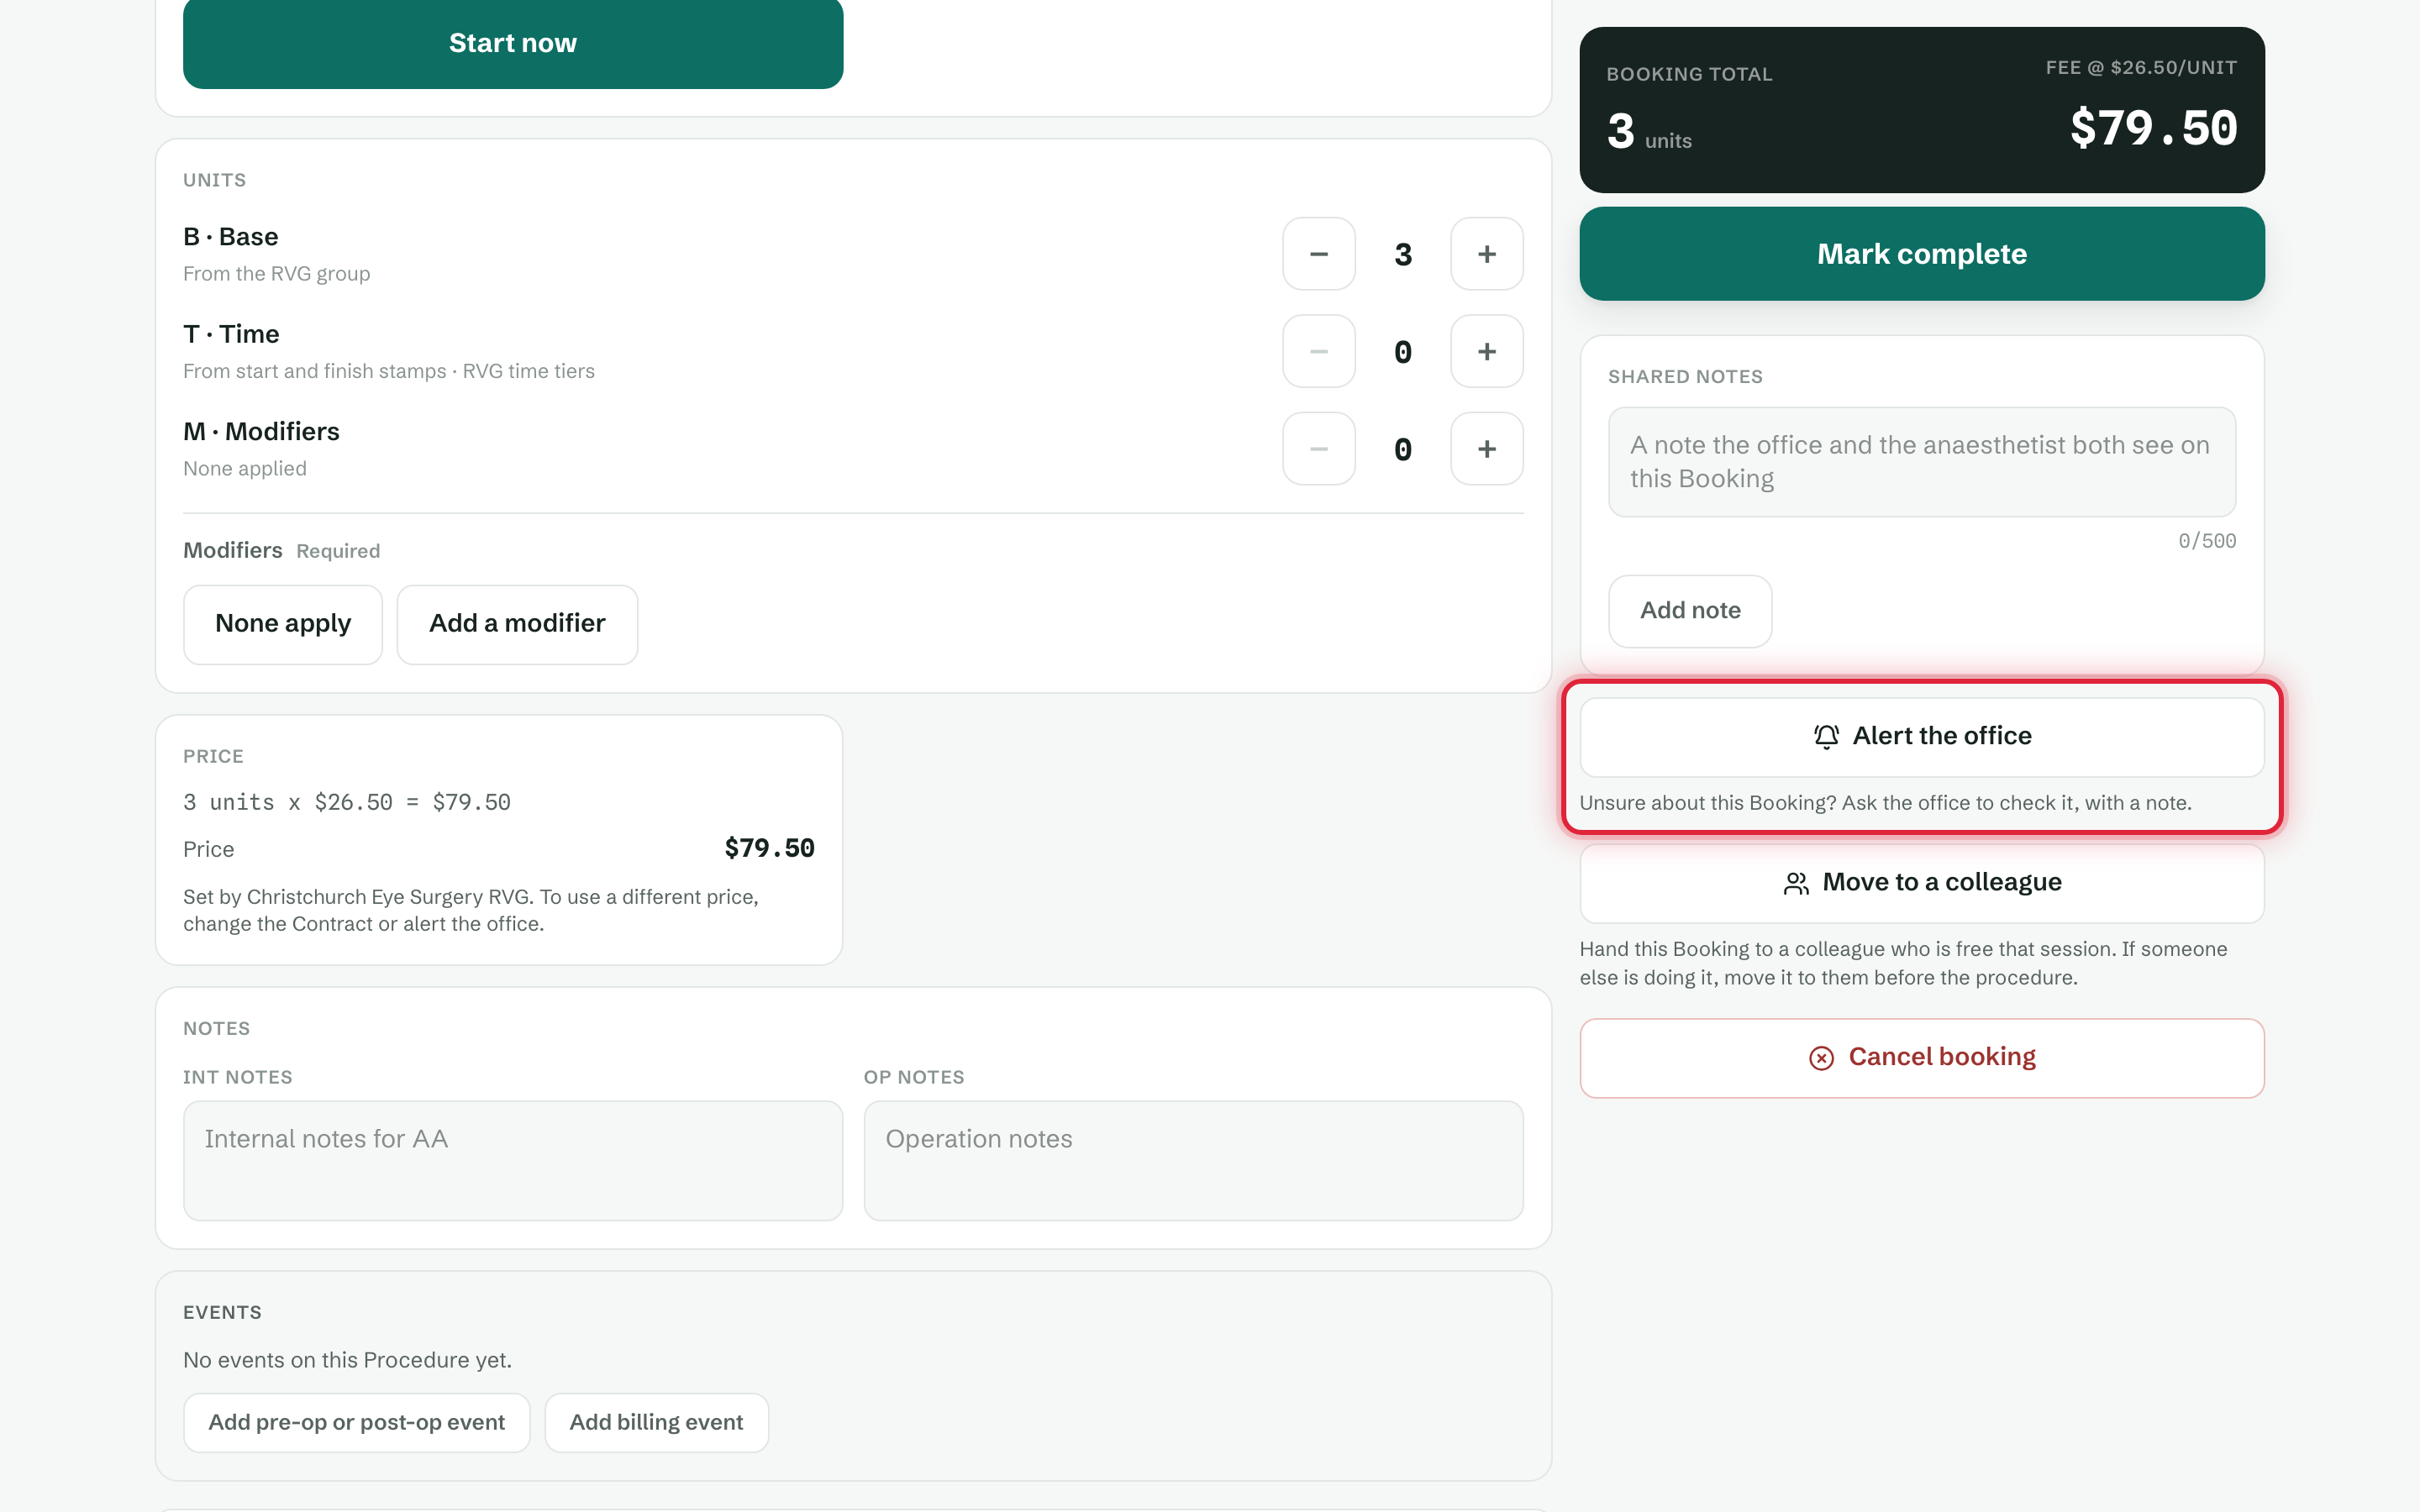 Start now
UNITS
B · Base
From the RVG group
− 3 +
T · Time
From start and finish stamps · RVG time tiers
− 0 +
M · Modifiers
None applied
− 0 +
Modifiers Required
None apply
Add a modifier
PRICE
3 units x $26.50 = $79.50
Price $79.50
Set by Christchurch Eye Surgery RVG. To use a different price,
change the Contract or alert the office.
NOTES
INT NOTES
Internal notes for AA
OP NOTES
Operation notes
EVENTS
No events on this Procedure yet.
Add pre-op or post-op event
Add billing event
BOOKING TOTAL
3 units
FEE @ $26.50/UNIT
$79.50
Mark complete
SHARED NOTES
A note the office and the anaesthetist both see on
this Booking
0/500
Add note
Alert the office
Unsure about this Booking? Ask the office to check it, with a note.
Move to a colleague
Hand this Booking to a colleague who is free that session. If someone
else is doing it, move it to them before the procedure.
Cancel booking